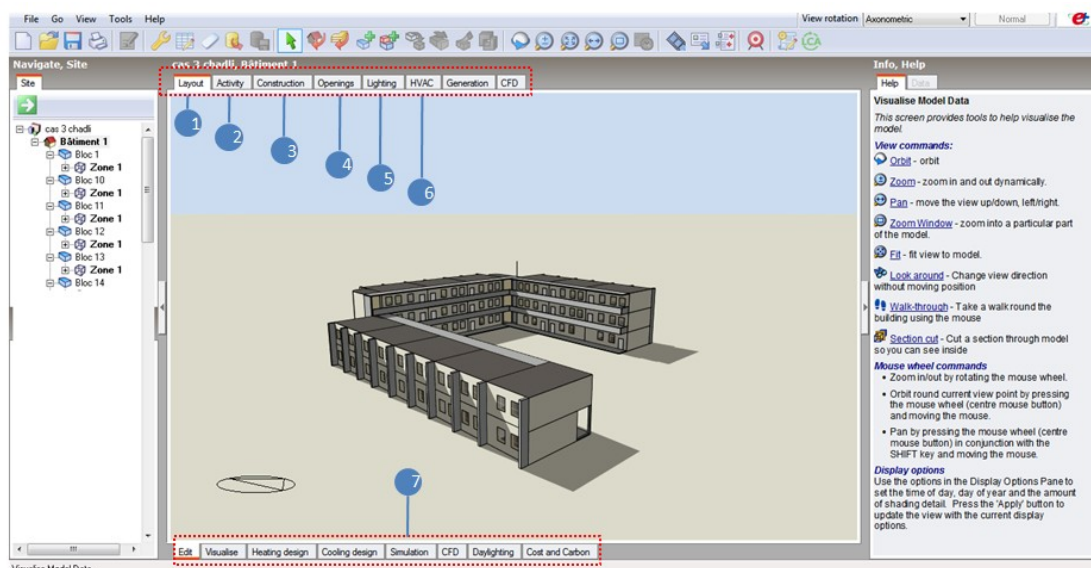 File Go View Tools Help
View rotation Axonometric Normal
Navigate, Site
cas 3 chadli, Bâtiment 1
Info, Help
Site
Layout Activity Construction Openings Lighting HVAC Generation CFD
Help Data
1
2
3
4
5
6
cas 3 chadli
Bâtiment 1
Bloc 1
Zone 1
Bloc 10
Zone 1
Bloc 11
Zone 1
Bloc 12
Zone 1
Bloc 13
Zone 1
Bloc 14
Visualise Model Data
This screen provides tools to help visualise the
model.
View commands:
Orbit - orbit
Zoom - zoom in and out dynamically.
Pan - move the view up/down, left/right.
Zoom Window - zoom into a particular part
of the model.
Fit - fit view to model.
Look around - Change view direction
without moving position
Walk-through - Take a walk round the
building using the mouse
Section cut - Cut a section through model
so you can see inside
Mouse wheel commands
• Zoom in/out by rotating the mouse wheel.
• Orbit round current view point by pressing
the mouse wheel (centre mouse button)
and moving the mouse.
• Pan by pressing the mouse wheel (centre
mouse button) in conjunction with the
SHIFT key and moving the mouse.
Display options
Use the options in the Display Options Pane to
set the time of day, day of year and the amount
of shading detail. Press the 'Apply' button to
update the view with the current display
options.
7
Edit Visualise Heating design Cooling design Simulation CFD Daylighting Cost and Carbon
Visualise Model Data